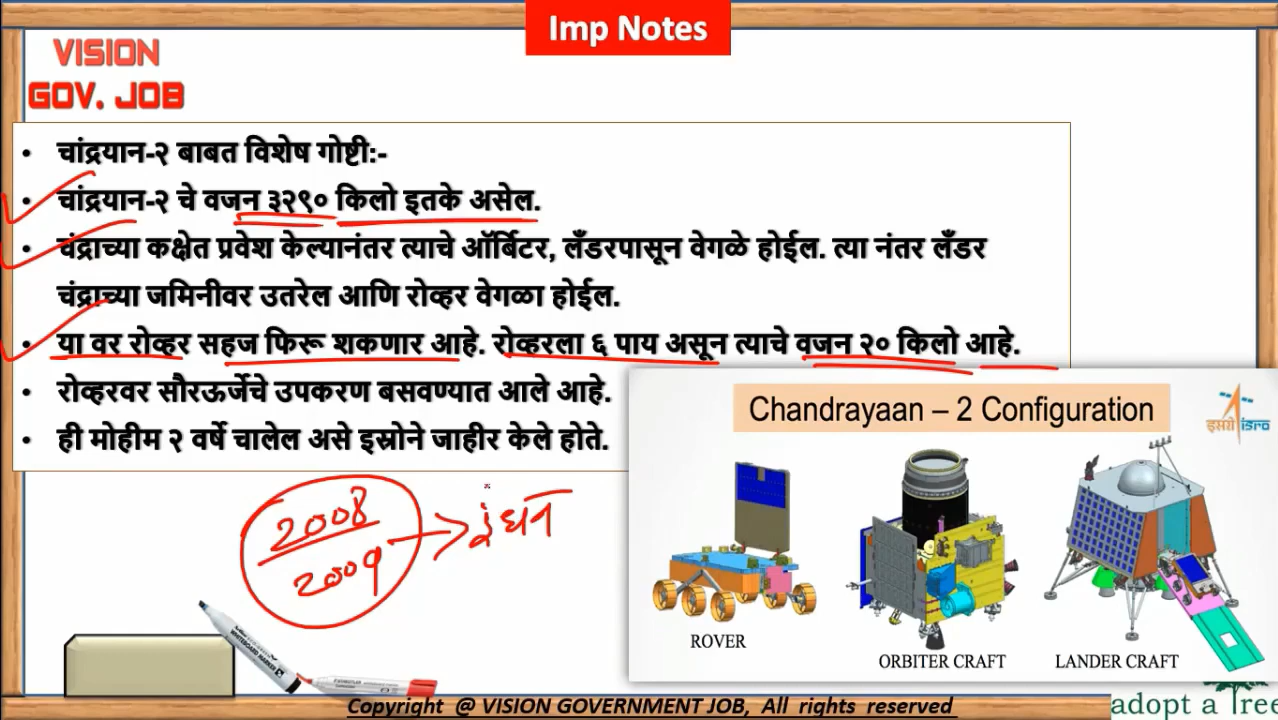 Imp Notes
VISION
GOV. JOB
• चांद्रयान-२ बाबत विशेष गोष्टी:-
• चांद्रयान-२ चे वजन ३२९० किलो इतके असेल.
• चंद्राच्या कक्षेत प्रवेश केल्यानंतर त्याचे ऑर्बिटर, लँडरपासून वेगळे होईल. त्या नंतर लँडर
चंद्राच्या जमिनीवर उतरेल आणि रोव्हर वेगळा होईल.
• या वर रोव्हर सहज फिरू शकणार आहे. रोव्हरला ६ पाय असून त्याचे वजन २० किलो आहे.
• रोव्हरवर सौरऊर्जेचे उपकरण बसवण्यात आले आहे.
• ही मोहीम २ वर्षे चालेल असे इस्रोने जाहीर केले होते.
Chandrayaan – 2 Configuration
इसरो isro
2008
2009
इंधन
ROVER
ORBITER CRAFT
LANDER CRAFT
WHITEBOARD MARKER
Copyright @ VISION GOVERNMENT JOB, All rights reserved
adopt a Tree